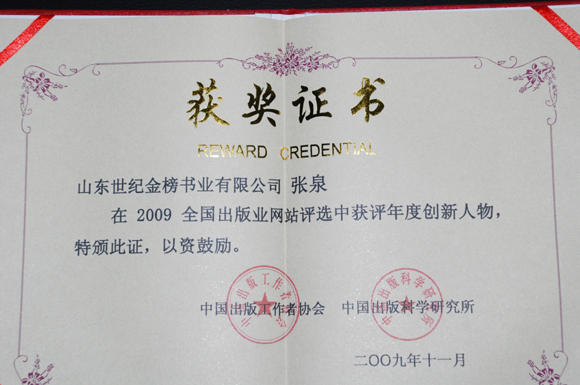 获奖证书
REWARD CREDENTIAL
山东世纪金榜书业有限公司 张泉
在 2009 全国出版业网站评选中获评年度创新人物，
特颁此证，以资鼓励。
中国出版工作者协会 中国出版科学研究所
二〇〇九年十一月